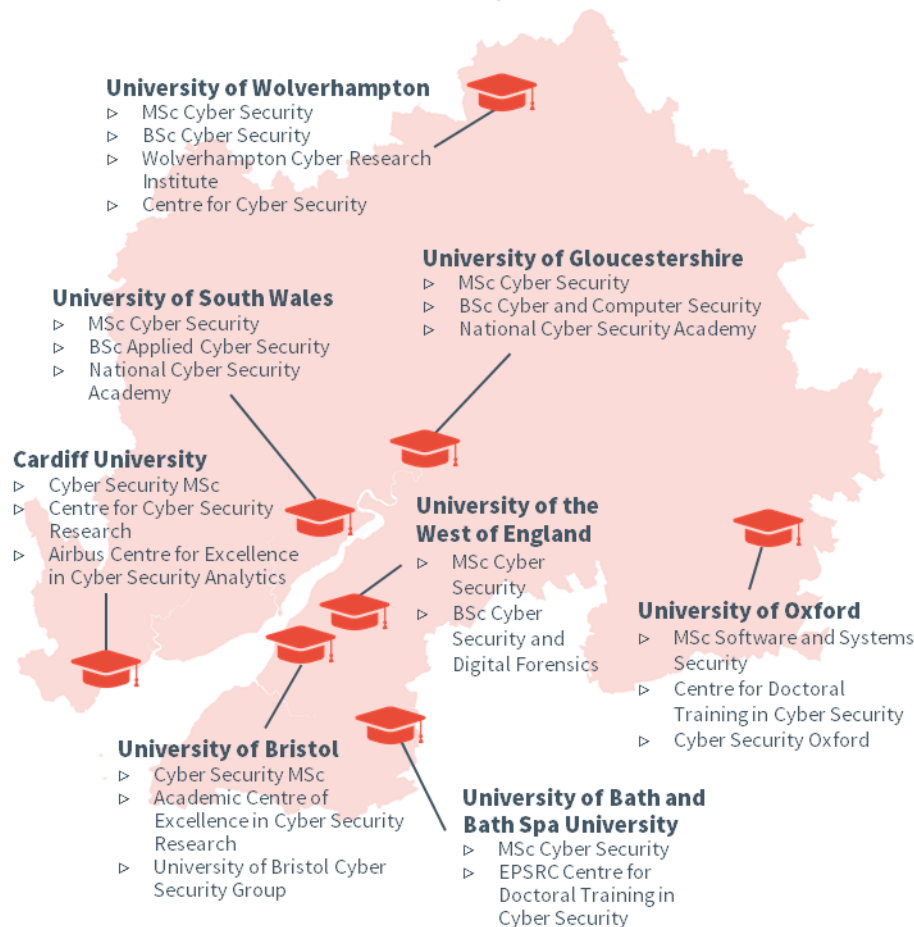 University of Wolverhampton
▷ MSc Cyber Security
▷ BSc Cyber Security
▷ Wolverhampton Cyber Research
Institute
▷ Centre for Cyber Security
University of Gloucestershire
▷ MSc Cyber Security
▷ BSc Cyber and Computer Security
▷ National Cyber Security Academy
University of South Wales
▷ MSc Cyber Security
▷ BSc Applied Cyber Security
▷ National Cyber Security
Academy
Cardiff University
▷ Cyber Security MSc
▷ Centre for Cyber Security
Research
▷ Airbus Centre for Excellence
in Cyber Security Analytics
University of the
West of England
▷ MSc Cyber
Security
▷ BSc Cyber
Security and
Digital Forensics
University of Oxford
▷ MSc Software and Systems
Security
▷ Centre for Doctoral
Training in Cyber Security
▷ Cyber Security Oxford
University of Bristol
▷ Cyber Security MSc
▷ Academic Centre of
Excellence in Cyber Security
Research
▷ University of Bristol Cyber
Security Group
University of Bath and
Bath Spa University
▷ MSc Cyber Security
▷ EPSRC Centre for
Doctoral Training in
Cyber Security